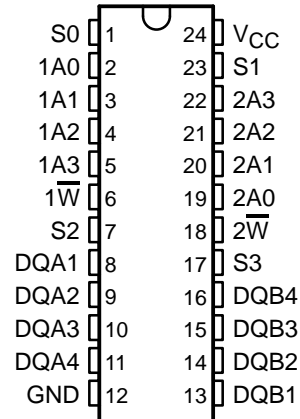 S0 1 24 V_CC
1A0 2 23 S1
1A1 3 22 2A3
1A2 4 21 2A2
1A3 5 20 2A1
1W̅ 6 19 2A0
S2 7 18 2W̅
DQA1 8 17 S3
DQA2 9 16 DQB4
DQA3 10 15 DQB3
DQA4 11 14 DQB2
GND 12 13 DQB1